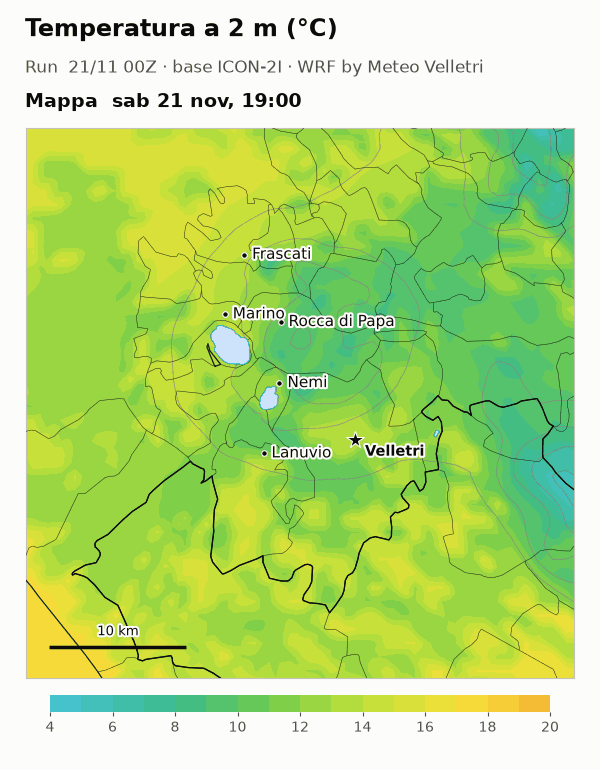 Temperatura a 2 m (°C)
Run  21/11 00Z · base ICON-2I · WRF by Meteo Velletri
Mappa  sab 21 nov, 19:00
Frascati
Marino
Rocca di Papa
Nemi
Velletri
Lanuvio
10 km
4 6 8 10 12 14 16 18 20